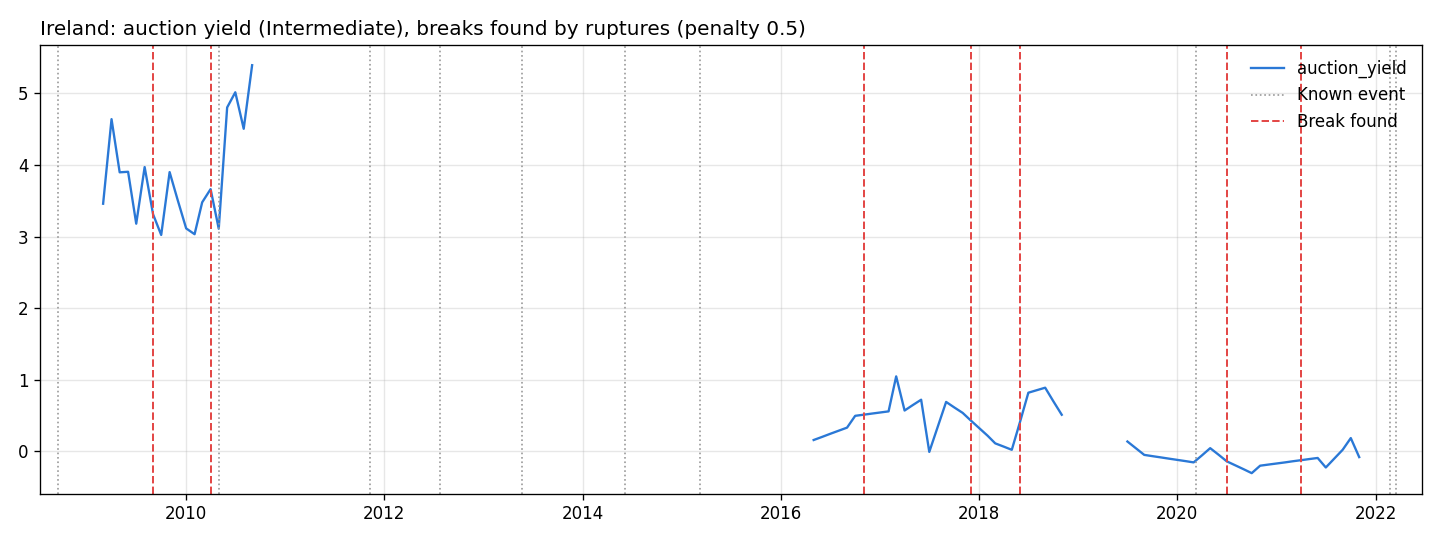 Ireland: auction yield (Intermediate), breaks found by ruptures (penalty 0.5)
auction_yield
Known event
Break found
5
4
3
2
1
0
2010 2012 2014 2016 2018 2020 2022